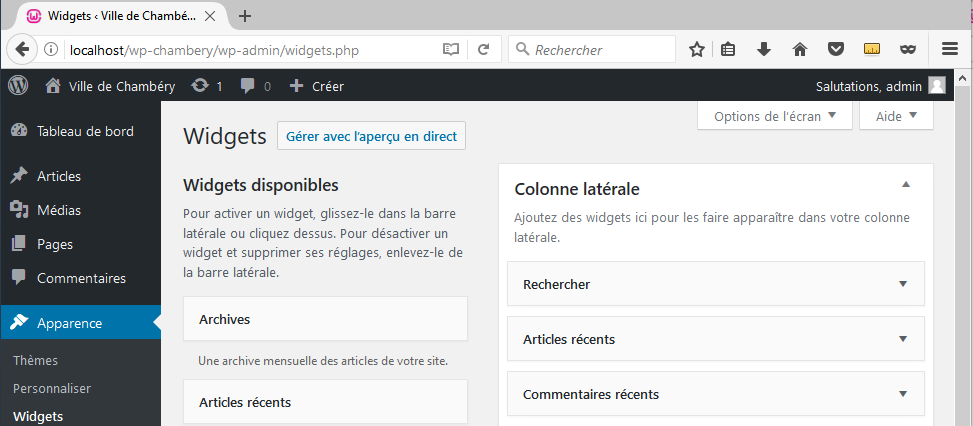 Widgets ‹ Ville de Chambé…
localhost/wp-chambery/wp-admin/widgets.php
Rechercher
Ville de Chambéry
1
0
Créer
Salutations, admin
Tableau de bord
Articles
Médias
Pages
Commentaires
Apparence
Thèmes
Personnaliser
Widgets
Options de l'écran
Aide
Widgets
Gérer avec l'aperçu en direct
Widgets disponibles
Pour activer un widget, glissez-le dans la barre
latérale ou cliquez dessus. Pour désactiver un
widget et supprimer ses réglages, enlevez-le de
la barre latérale.
Archives
Une archive mensuelle des articles de votre site.
Articles récents
Colonne latérale
Ajoutez des widgets ici pour les faire apparaître dans votre colonne
latérale.
Rechercher
Articles récents
Commentaires récents